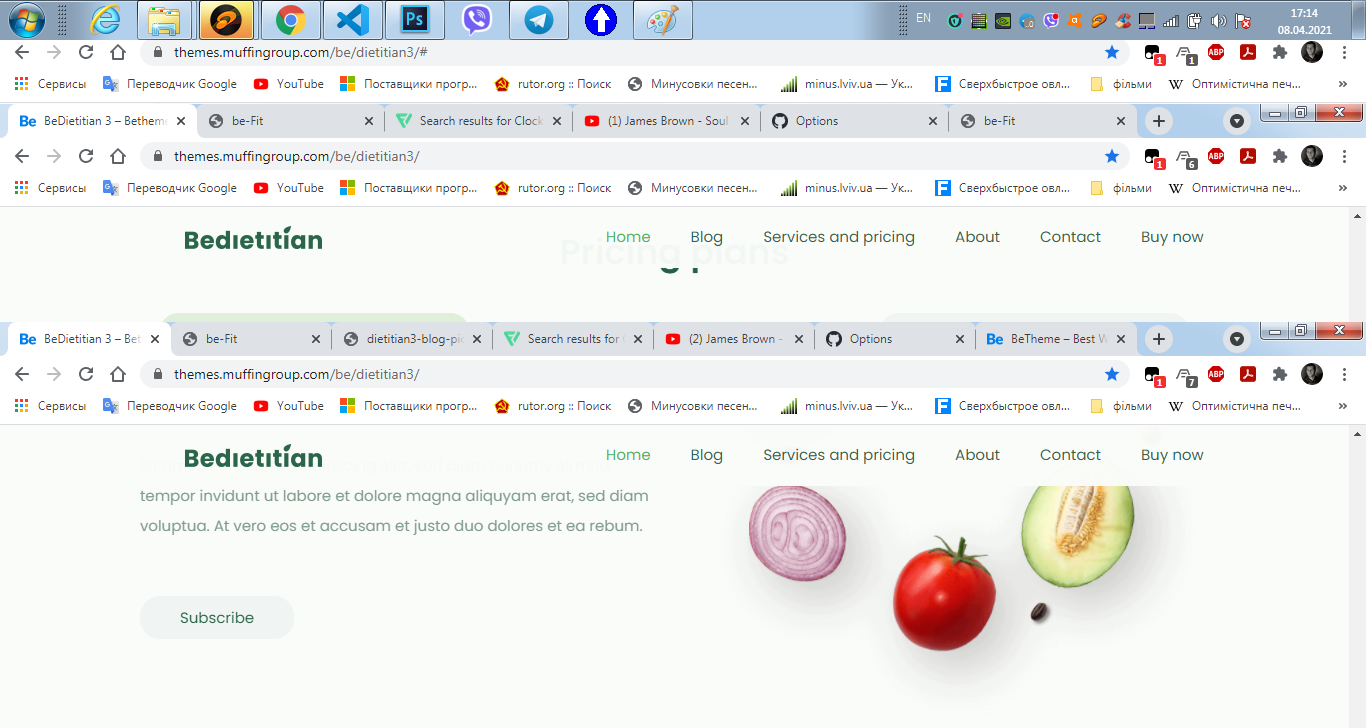 EN 17:14
08.04.2021
themes.muffingroup.com/be/dietitian3/#
Сервисы Переводчик Google YouTube Поставщики прогр... rutor.org :: Поиск Минусовки песен... minus.lviv.ua — Ук... Сверхбыстрое овл... фільми Оптимістична печ... »
BeDietitian 3 – Betheme be-Fit Search results for Clock (1) James Brown - Soul Options be-Fit
themes.muffingroup.com/be/dietitian3/
Сервисы Переводчик Google YouTube Поставщики прогр... rutor.org :: Поиск Минусовки песен... minus.lviv.ua — Ук... Сверхбыстрое овл... фільми Оптимістична печ... »
Bedietitian Home Blog Services and pricing About Contact Buy now
Pricing plans
BeDietitian 3 – Bet be-Fit dietitian3-blog-pic Search results for (2) James Brown - Options BeTheme – Best W
themes.muffingroup.com/be/dietitian3/
Сервисы Переводчик Google YouTube Поставщики прогр... rutor.org :: Поиск Минусовки песен... minus.lviv.ua — Ук... Сверхбыстрое овл... фільми Оптимістична печ... »
Bedietitian Home Blog Services and pricing About Contact Buy now
tempor invidunt ut labore et dolore magna aliquyam erat, sed diam
voluptua. At vero eos et accusam et justo duo dolores et ea rebum.
Subscribe